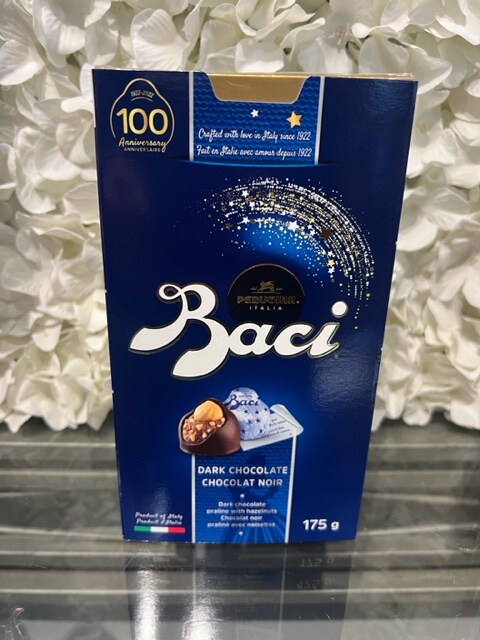 1922-2022
100
Anniversary
ANNIVERSAIRE
Crafted with love in Italy since 1922
Fait en Italie avec amour depuis 1922
PERUGINA
ITALIA
Baci
Baci
DARK CHOCOLATE
CHOCOLAT NOIR
Dark chocolate
praline with hazelnuts
Chocolat noir
praliné avec noisettes
Product of Italy
Produit d'Italie
175 g